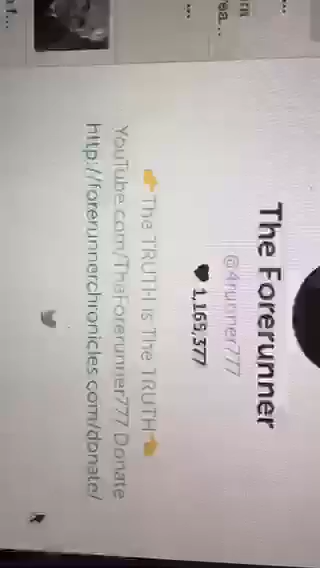 The Forerunner
@4runner777
🖤 1,165,377
👉 The TRUTH is The TRUTH👈
YouTube.com/TheForerunner777 Donate
http://forerunnerchronicles.com/donate/